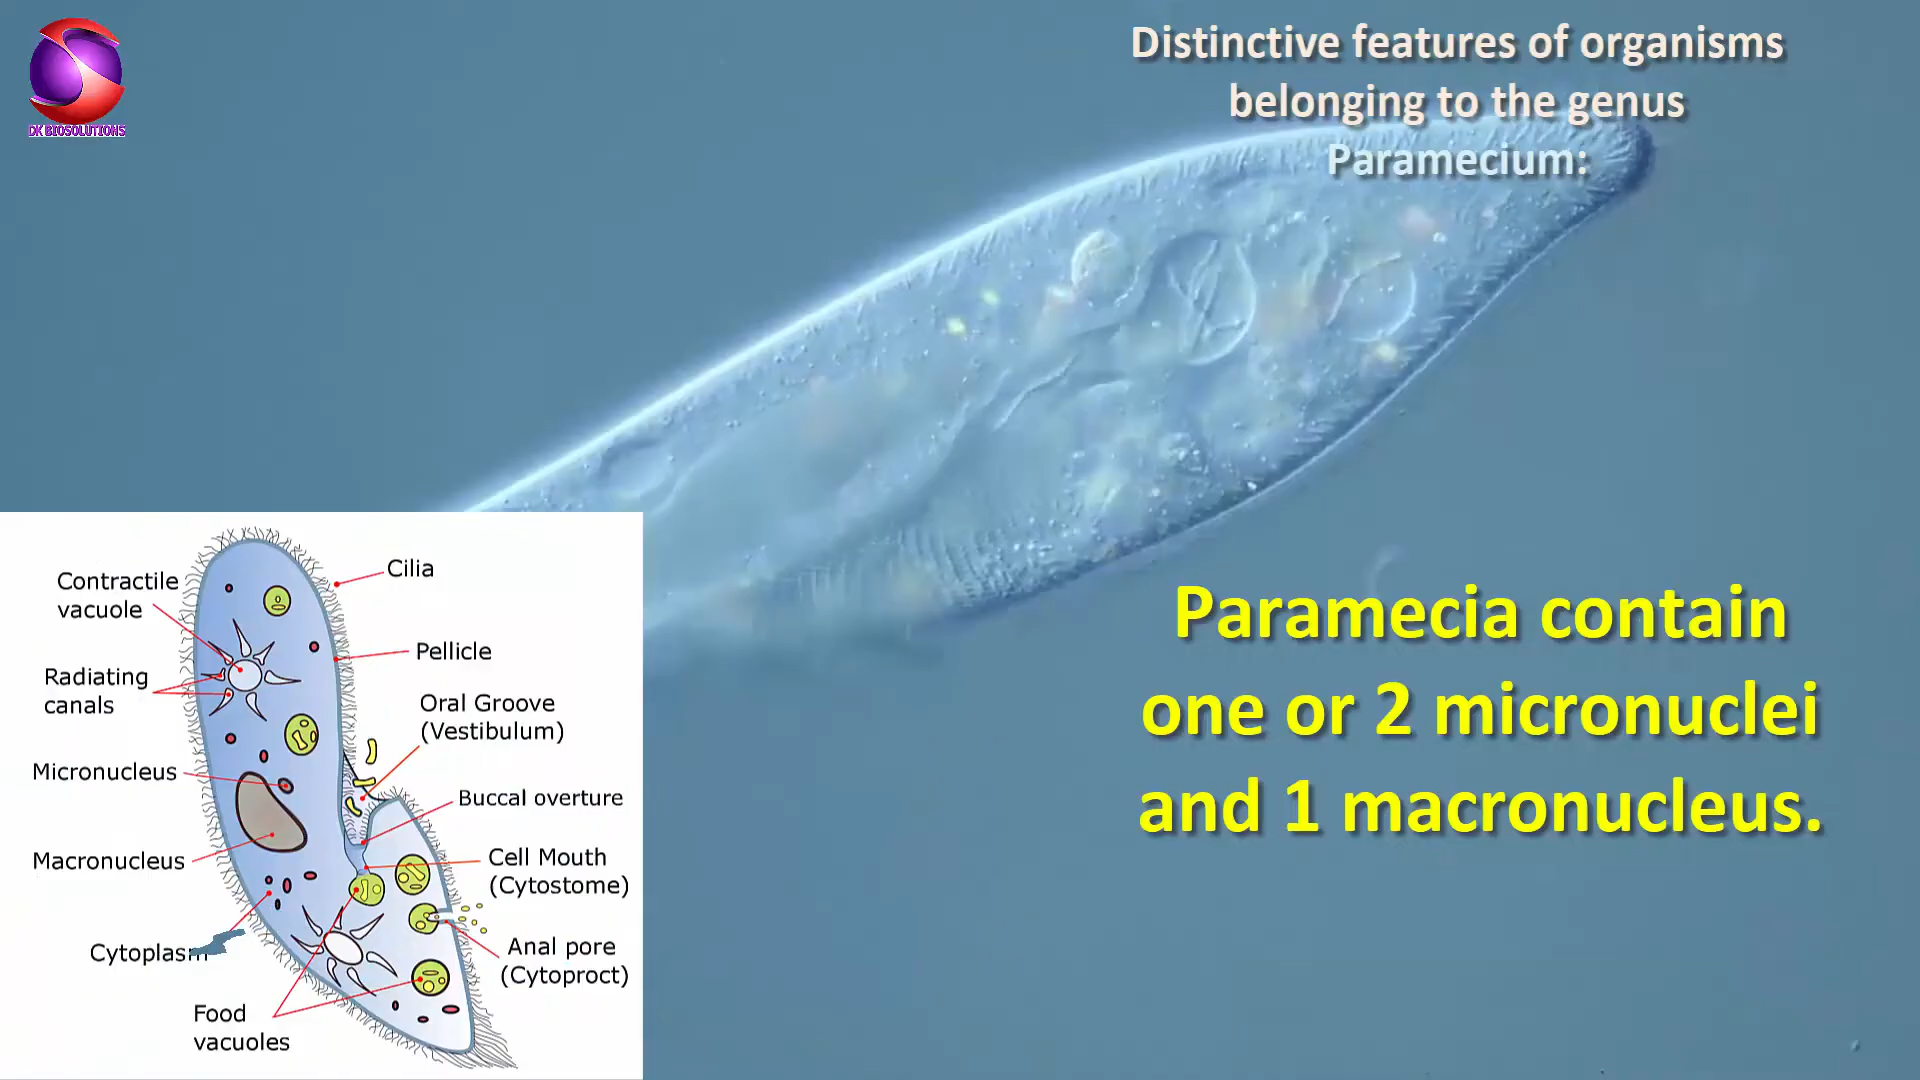 DK BIOSOLUTIONS
Distinctive features of organisms
belonging to the genus
Paramecium:
Contractile
vacuole
Cilia
Pellicle
Radiating
canals
Oral Groove
(Vestibulum)
Micronucleus
Buccal overture
Macronucleus
Cell Mouth
(Cytostome)
Cytoplasm
Anal pore
(Cytoproct)
Food
vacuoles
Paramecia contain
one or 2 micronuclei
and 1 macronucleus.